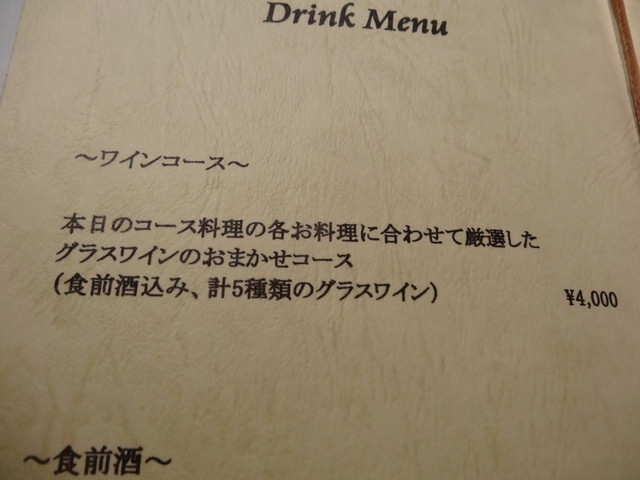 Drink Menu
～ワインコース～
本日のコース料理の各お料理に合わせて厳選した
グラスワインのおまかせコース
(食前酒込み、計5種類のグラスワイン)
¥4,000
～食前酒～